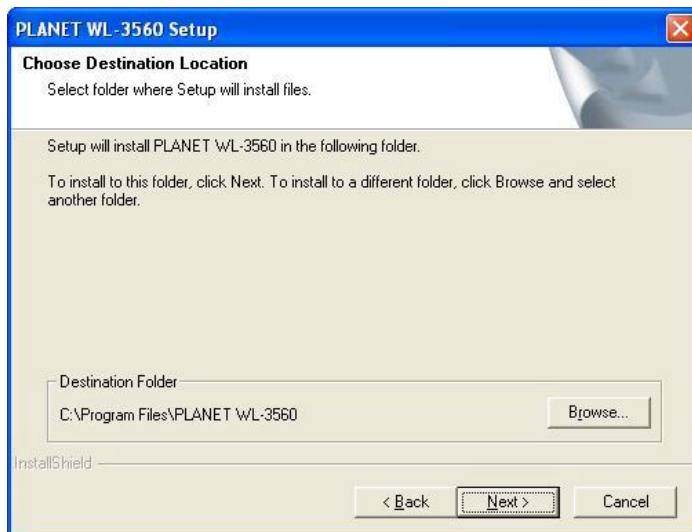 PLANET WL-3560 Setup
Choose Destination Location
Select folder where Setup will install files.
Setup will install PLANET WL-3560 in the following folder.
To install to this folder, click Next. To install to a different folder, click Browse and select
another folder.
Destination Folder
C:\Program Files\PLANET WL-3560
Browse...
InstallShield
< Back
Next >
Cancel